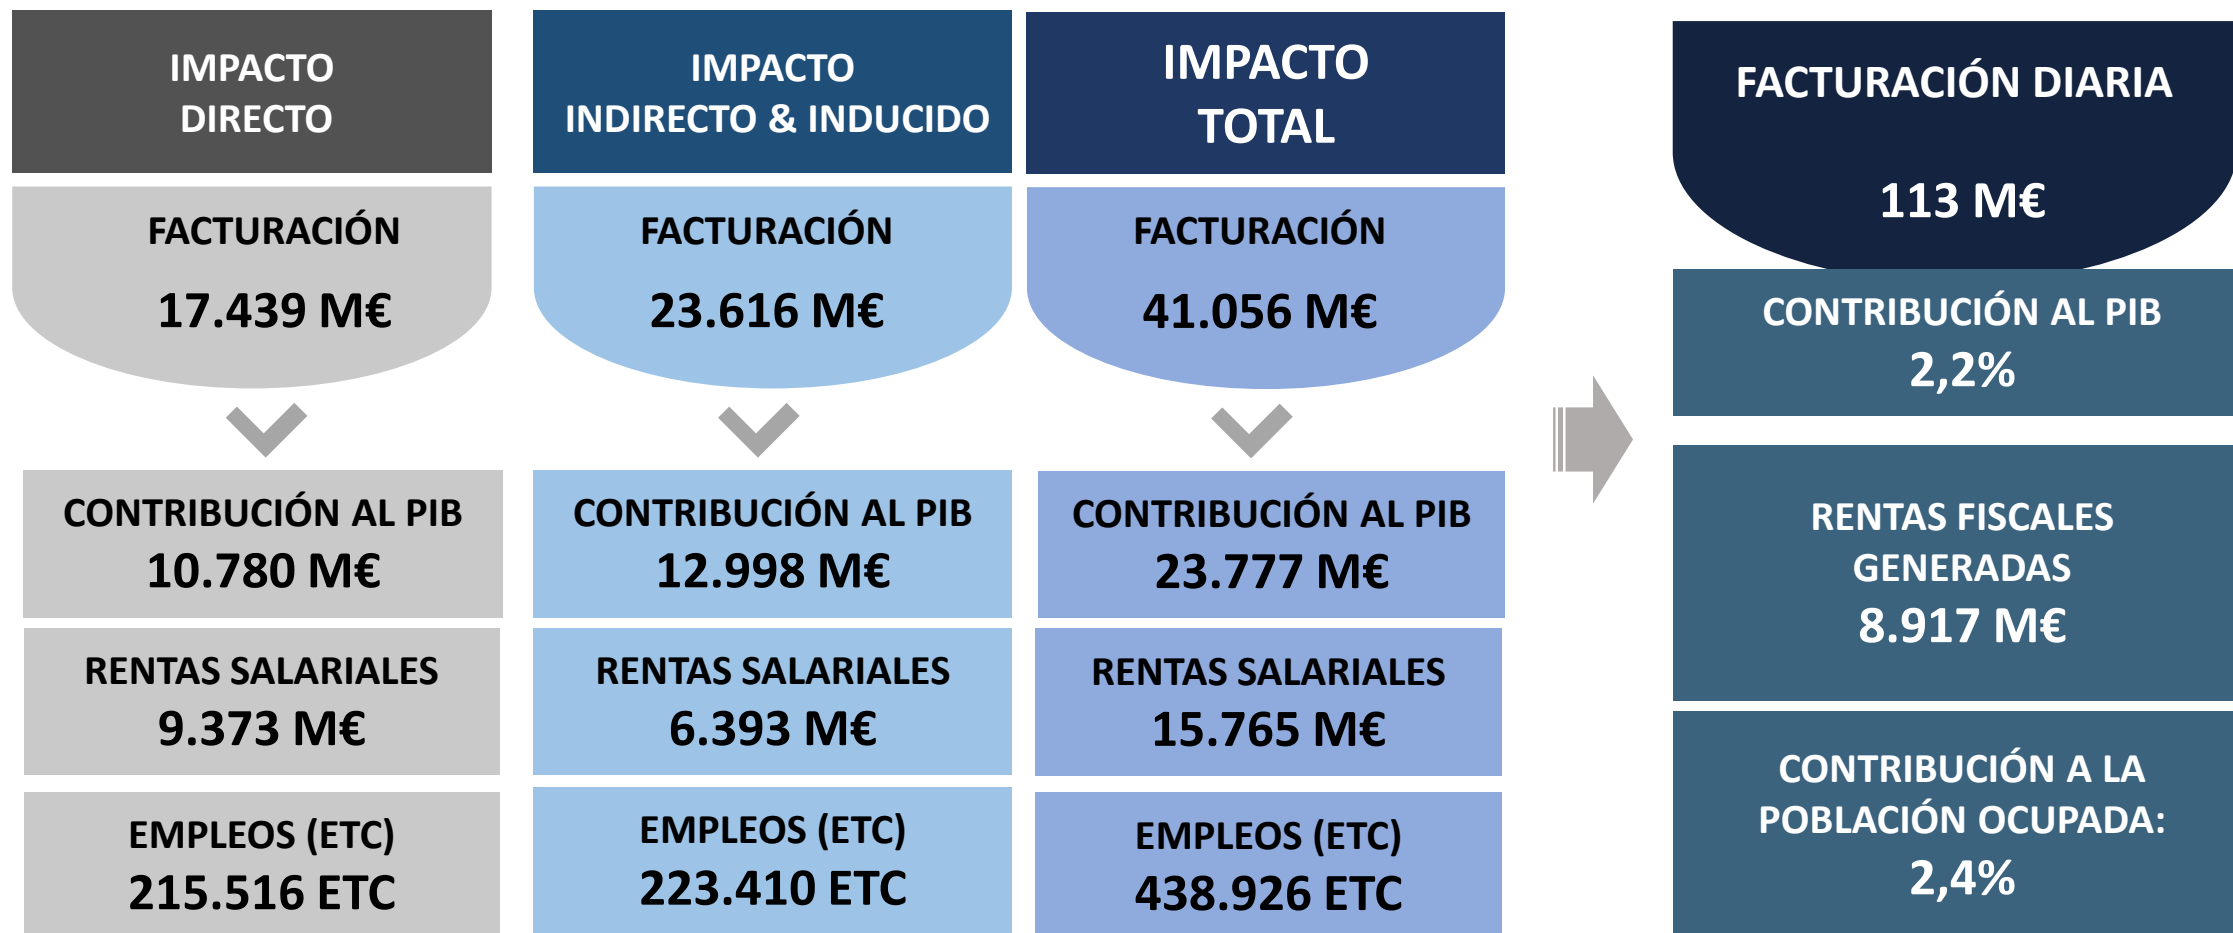 IMPACTO
DIRECTO
FACTURACIÓN
17.439 M€
CONTRIBUCIÓN AL PIB
10.780 M€
RENTAS SALARIALES
9.373 M€
EMPLEOS (ETC)
215.516 ETC
IMPACTO
INDIRECTO & INDUCIDO
FACTURACIÓN
23.616 M€
CONTRIBUCIÓN AL PIB
12.998 M€
RENTAS SALARIALES
6.393 M€
EMPLEOS (ETC)
223.410 ETC
IMPACTO
TOTAL
FACTURACIÓN
41.056 M€
CONTRIBUCIÓN AL PIB
23.777 M€
RENTAS SALARIALES
15.765 M€
EMPLEOS (ETC)
438.926 ETC
FACTURACIÓN DIARIA
113 M€
CONTRIBUCIÓN AL PIB
2,2%
RENTAS FISCALES
GENERADAS
8.917 M€
CONTRIBUCIÓN A LA
POBLACIÓN OCUPADA:
2,4%